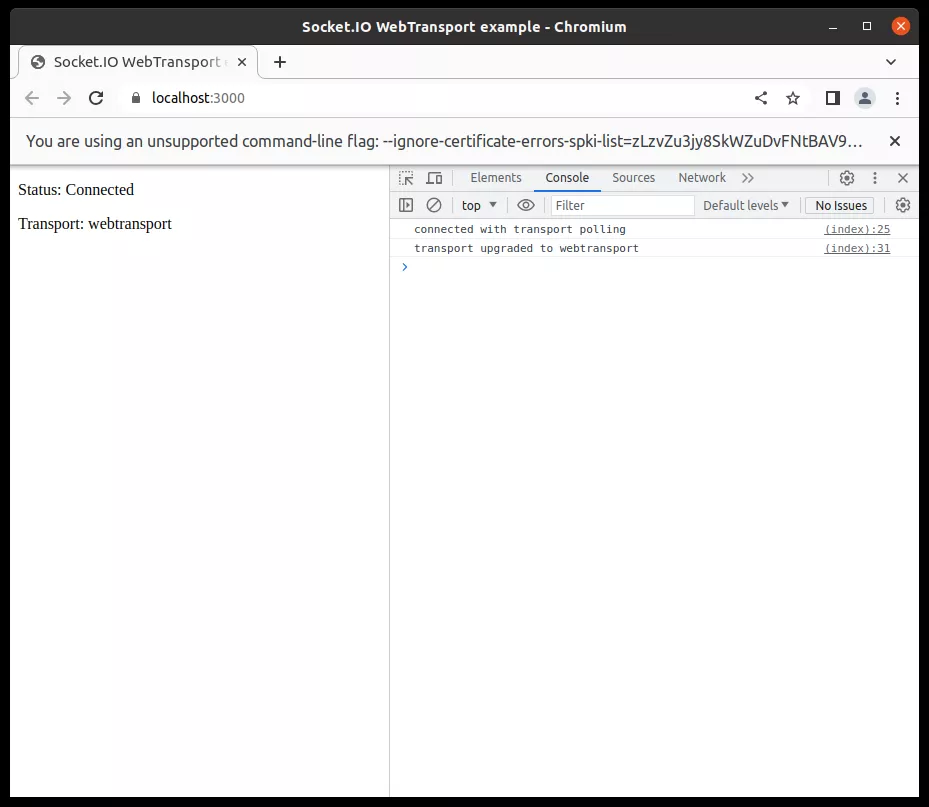 Socket.IO WebTransport example - Chromium
Socket.IO WebTransport
localhost:3000
You are using an unsupported command-line flag: --ignore-certificate-errors-spki-list=zLzvZu3jy8SkWZuDvFNtBAV9…
Status: Connected
Transport: webtransport
Elements Console Sources Network
top Filter Default levels No Issues
connected with transport polling (index):25
transport upgraded to webtransport (index):31